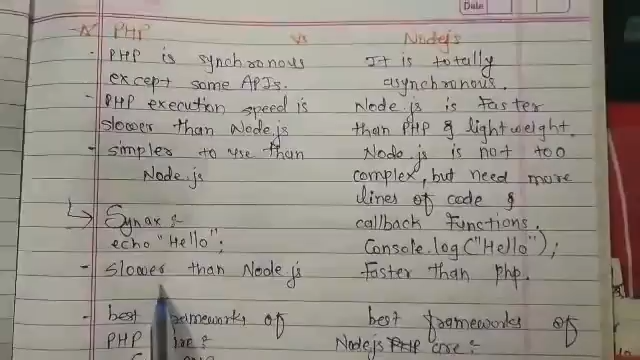 Date
PHP vs Nodejs
- PHP is synchronous It is totally
except some APIs. asynchronous.
- PHP execution speed is Node.js is faster
slower than Node.js than PHP & lightweight.
- simpler to use than Node.js is not too
Node.js complex, but need more
lines of code &
Synax: callback functions.
echo "Hello"; Console.log("Hello");
- slower than Node.js faster than php.
- best frameworks of best frameworks of
PHP are: Nodejs are: